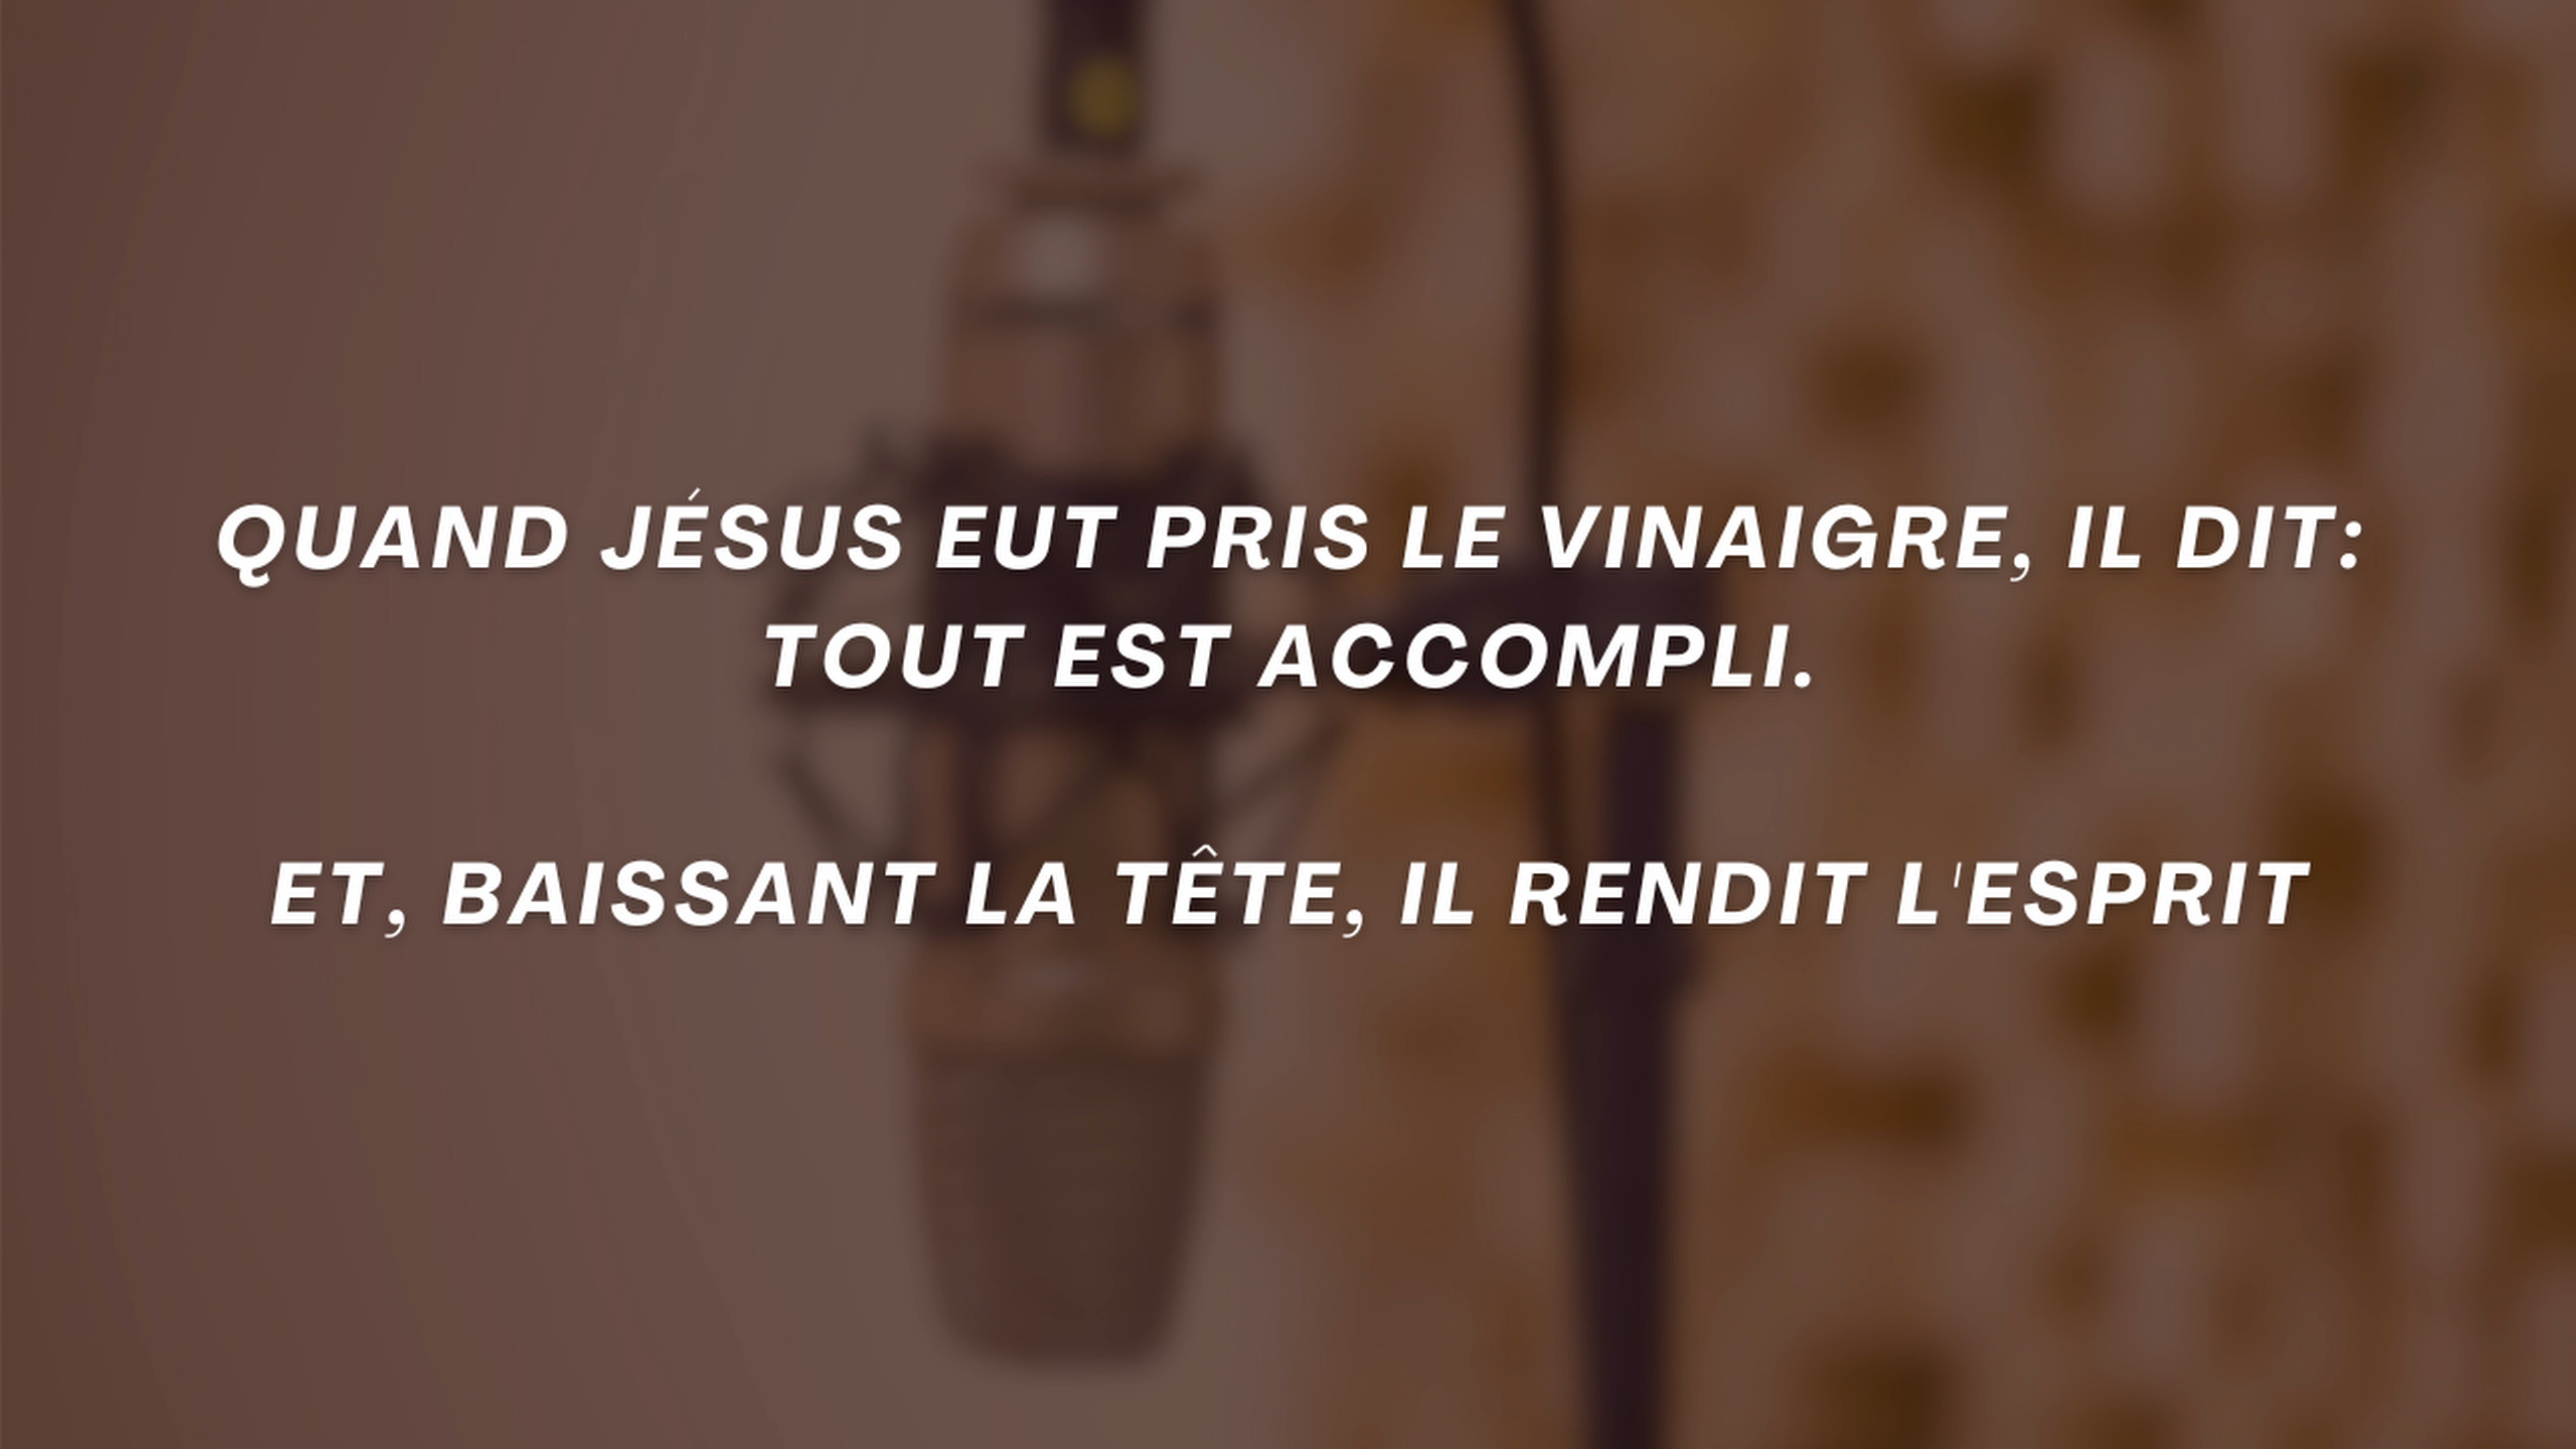 QUAND JÉSUS EUT PRIS LE VINAIGRE, IL DIT:
TOUT EST ACCOMPLI.
ET, BAISSANT LA TÊTE, IL RENDIT L'ESPRIT